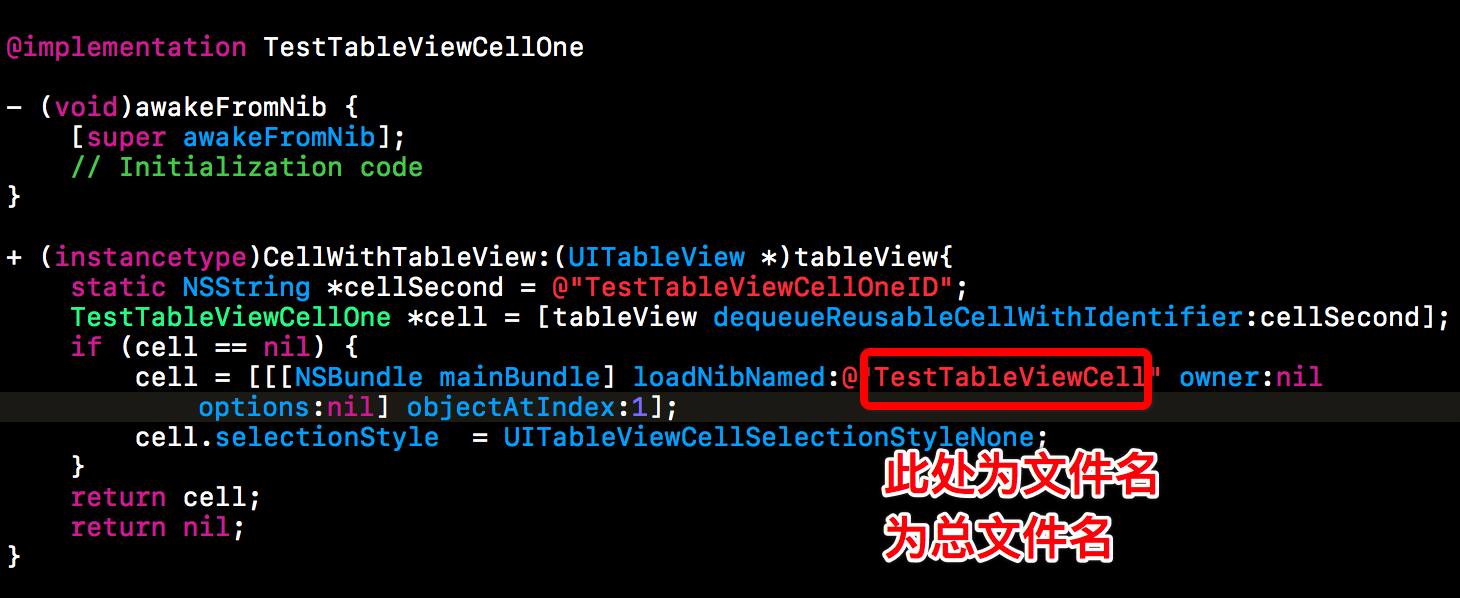 @implementation TestTableViewCellOne
- (void)awakeFromNib {
[super awakeFromNib];
// Initialization code
}
+ (instancetype)CellWithTableView:(UITableView *)tableView{
static NSString *cellSecond = @"TestTableViewCellOneID";
TestTableViewCellOne *cell = [tableView dequeueReusableCellWithIdentifier:cellSecond];
if (cell == nil) {
cell = [[[NSBundle mainBundle] loadNibNamed:@"TestTableViewCell" owner:nil
options:nil] objectAtIndex:1];
cell.selectionStyle  = UITableViewCellSelectionStyleNone;
}
return cell;
return nil;
}
此处为文件名
为总文件名